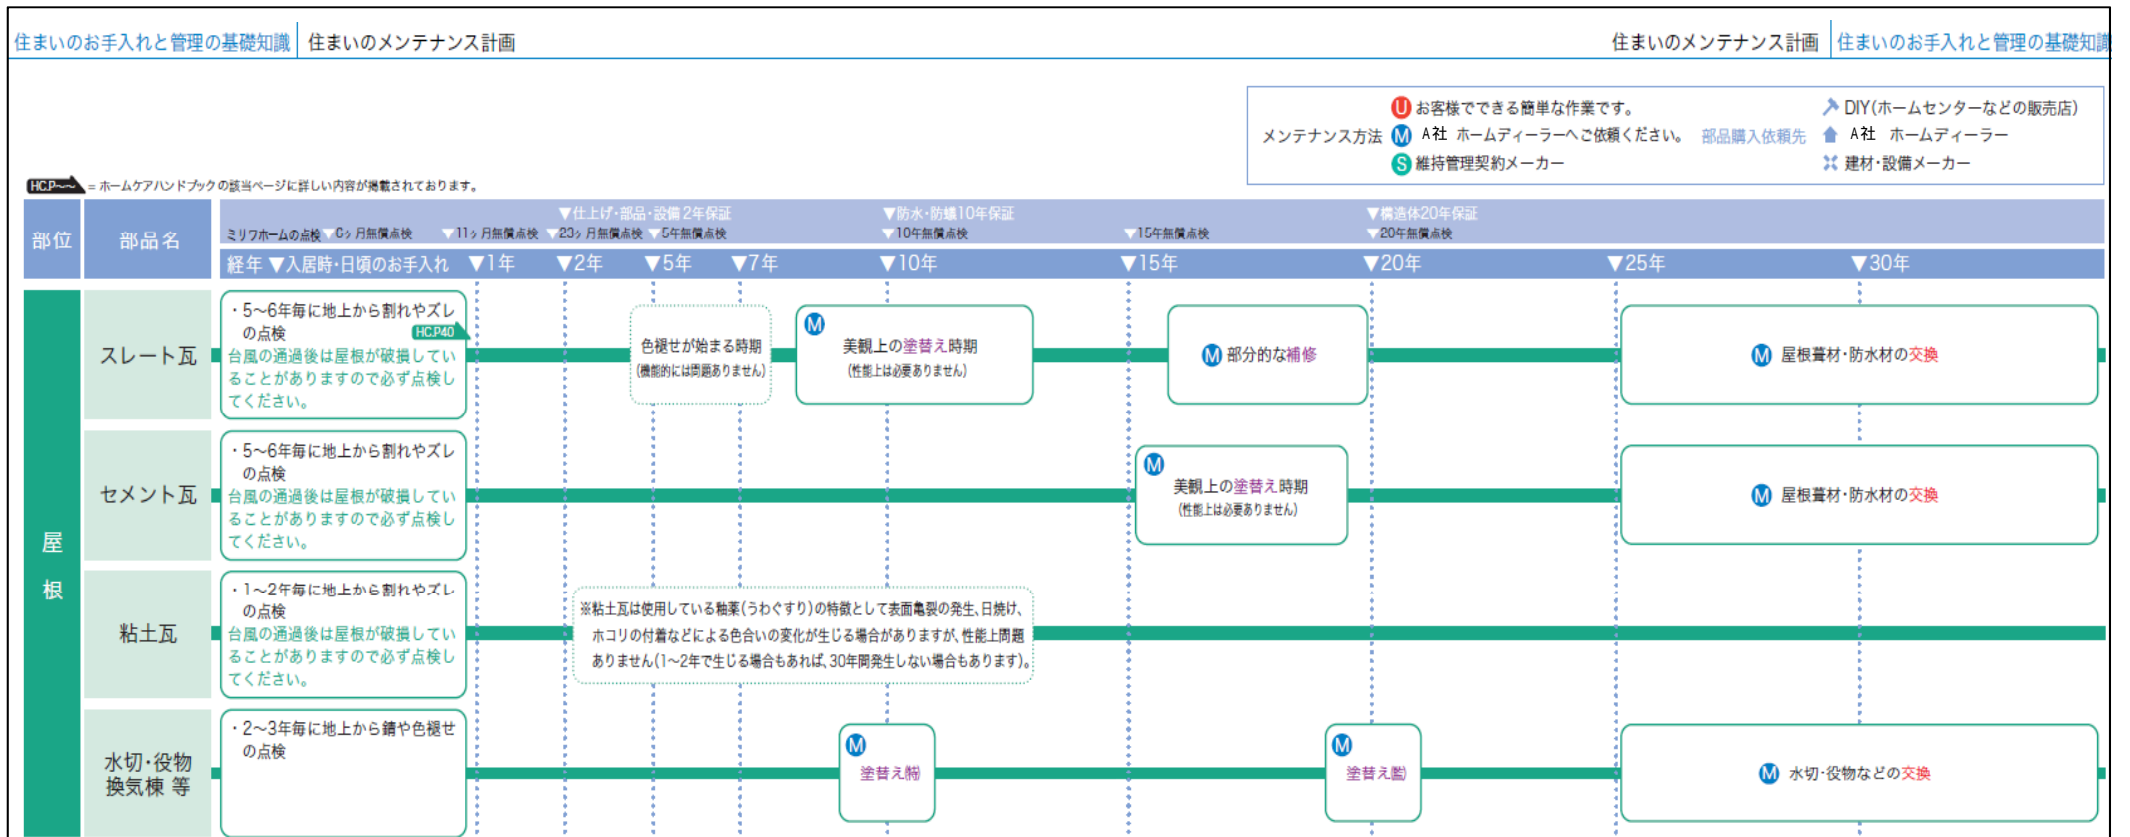 住まいのお手入れと管理の基礎知識 住まいのメンテナンス計画
住まいのメンテナンス計画 住まいのお手入れと管理の基礎知識
メンテナンス方法
U お客様でできる簡単な作業です。
M A社 ホームディーラーへご依頼ください。
S 維持管理契約メーカー
部品購入依頼先
DIY(ホームセンターなどの販売店)
A社 ホームディーラー
建材・設備メーカー
HC.P〜〜 =ホームケアハンドブックの該当ページに詳しい内容が掲載されております。
部位 部品名
▼仕上げ・部品・設備2年保証 ▼防水・防蟻10年保証 ▼構造体20年保証
ミサワホームの点検 ▼6ヶ月無償点検 ▼11ヶ月無償点検 ▼23ヶ月無償点検 ▼5年無償点検 ▼10年無償点検 ▼15年無償点検 ▼20年無償点検
経年 ▼入居時・日頃のお手入れ ▼1年 ▼2年 ▼5年 ▼7年 ▼10年 ▼15年 ▼20年 ▼25年 ▼30年
屋根
スレート瓦
・5〜6年毎に地上から割れやズレ
の点検 HC.P40
台風の通過後は屋根が破損してい
ることがありますので必ず点検し
てください。
色褪せが始まる時期
(機能的には問題ありません)
M
美観上の塗替え時期
(性能上は必要ありません)
M 部分的な補修
M 屋根葺材・防水材の交換
セメント瓦
・5〜6年毎に地上から割れやズレ
の点検
台風の通過後は屋根が破損してい
ることがありますので必ず点検し
てください。
M
美観上の塗替え時期
(性能上は必要ありません)
M 屋根葺材・防水材の交換
粘土瓦
・1〜2年毎に地上から割れやズレ
の点検
台風の通過後は屋根が破損してい
ることがありますので必ず点検し
てください。
※粘土瓦は使用している釉薬(うわぐすり)の特徴として表面亀裂の発生、日焼け、
ホコリの付着などによる色合いの変化が生じる場合がありますが、性能上問題
ありません(1〜2年で生じる場合もあれば、30年間発生しない場合もあります)。
水切・役物
換気棟 等
・2〜3年毎に地上から錆や色褪せ
の点検
M
塗替え
M
塗替え
M 水切・役物などの交換